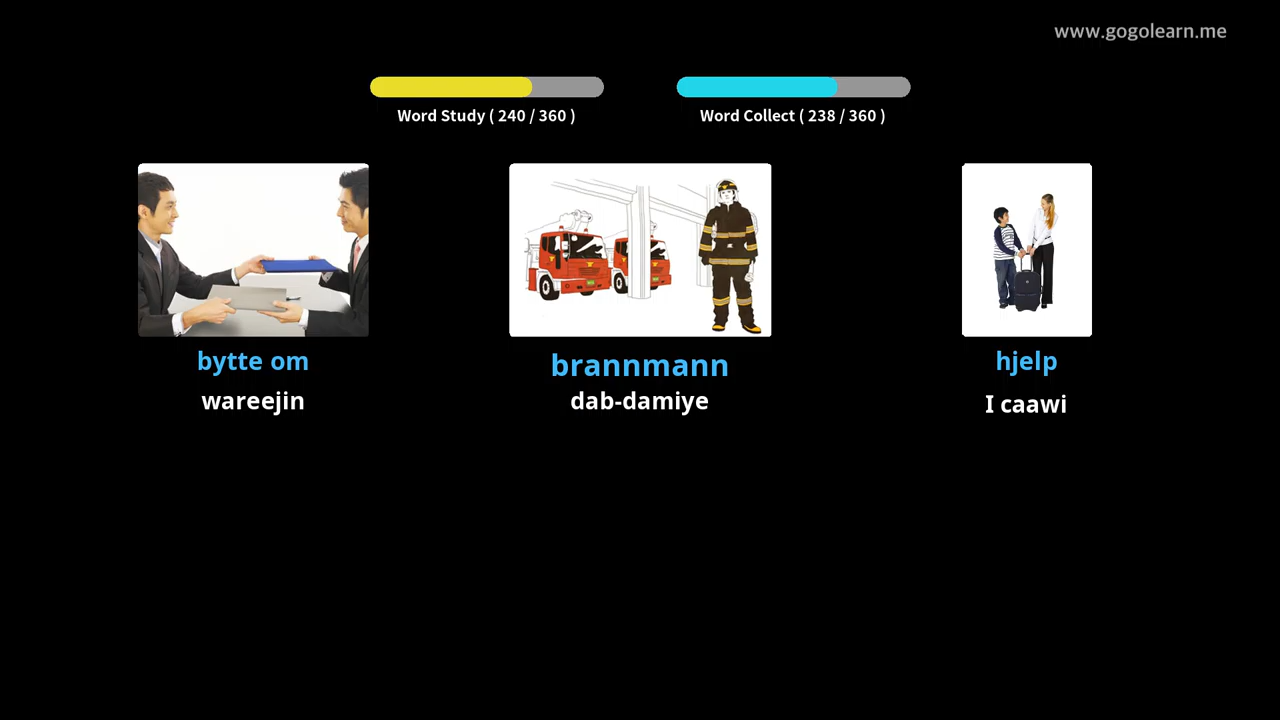 www.gogolearn.me
Word Study ( 240 / 360 )
Word Collect ( 238 / 360 )
bytte om
brannmann
hjelp
wareejin
dab-damiye
I caawi